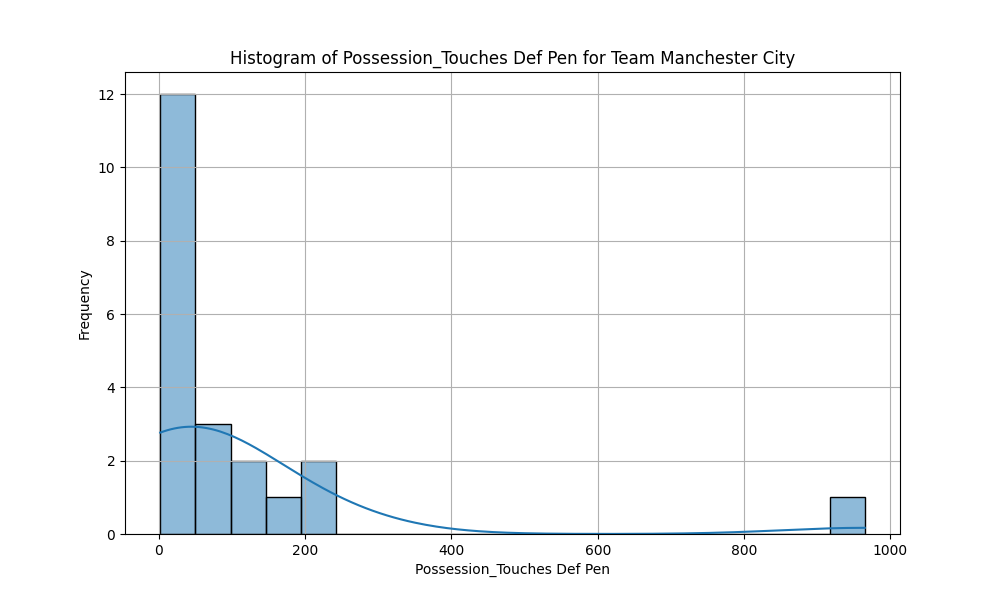 Histogram of Possession_Touches Def Pen for Team Manchester City
12
10
8
6
4
2
0
Frequency
0 200 400 600 800 1000
Possession_Touches Def Pen